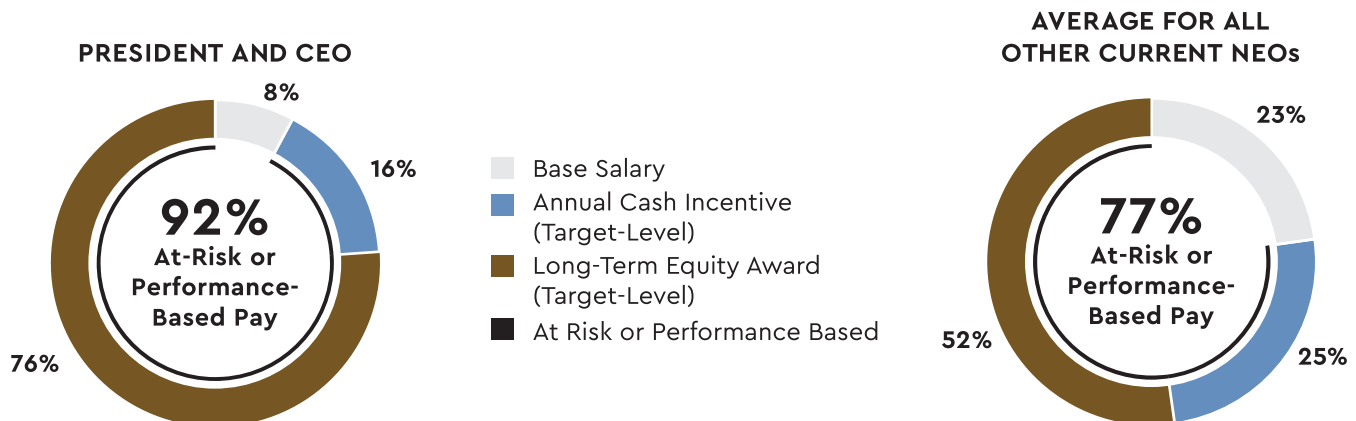 PRESIDENT AND CEO
8%
16%
92%
At-Risk or
Performance-
Based Pay
76%
Base Salary
Annual Cash Incentive
(Target-Level)
Long-Term Equity Award
(Target-Level)
At Risk or Performance Based
AVERAGE FOR ALL
OTHER CURRENT NEOs
23%
77%
At-Risk or
Performance-
Based Pay
52%
25%